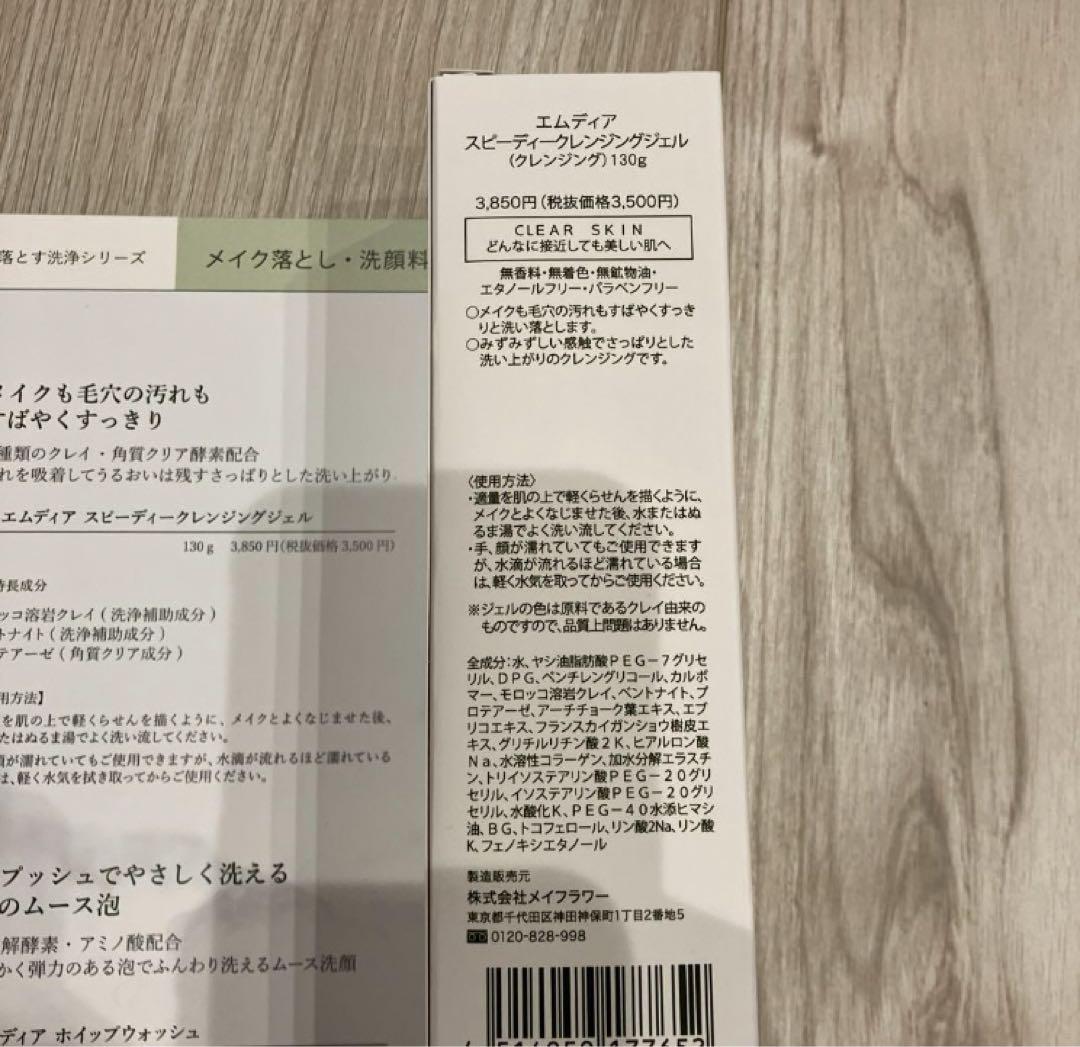 エムディア
スピーディークレンジングジェル
(クレンジング)130g
3,850円(税抜価格3,500円)
CLEAR SKIN
どんなに接近しても美しい肌へ
無香料・無着色・無鉱物油・
エタノールフリー・パラベンフリー
○メイクも毛穴の汚れもすばやくすっき
りと洗い落とします。
○みずみずしい感触でさっぱりとした
洗い上がりのクレンジングです。
〈使用方法〉
・適量を肌の上で軽くらせんを描くように、
メイクとよくなじませた後、水またはぬ
るま湯でよく洗い流してください。
・手、顔が濡れていてもご使用できます
が、水滴が流れるほど濡れている場合
は、軽く水気を取ってからご使用ください。
※ジェルの色は原料であるクレイ由来の
ものですので、品質上問題はありません。
全成分:水、ヤシ油脂肪酸PEG-7グリセ
リル、DPG、ペンチレングリコール、カルボ
マー、モロッコ溶岩クレイ、ベントナイト、プ
ロテアーゼ、アーチチョーク葉エキス、エブ
リコエキス、フランスカイガンショウ樹皮エ
キス、グリチルリチン酸2K、ヒアルロン酸
Na、水溶性コラーゲン、加水分解エラスチ
ン、トリイソステアリン酸PEG-20グリ
セリル、イソステアリン酸PEG-20グリ
セリル、水酸化K、PEG-40水添ヒマシ
油、BG、トコフェロール、リン酸2Na、リン酸
K、フェノキシエタノール
製造販売元
株式会社メイフラワー
東京都千代田区神田神保町1丁目2番地5
0120-828-998
落とす洗浄シリーズ
メイク落とし・洗顔料
メイクも毛穴の汚れも
すばやくすっきり
種類のクレイ・角質クリア酵素配合
れを吸着してうるおいは残すさっぱりとした洗い上がり
エムディア スピーディークレンジングジェル
130g 3,850円(税抜価格3,500円)
特長成分
ッコ溶岩クレイ(洗浄補助成分)
トナイト(洗浄補助成分)
テアーゼ(角質クリア成分)
用方法】
を肌の上で軽くらせんを描くように、メイクとよくなじませた後、
たはぬるま湯でよく洗い流してください。
顔が濡れていてもご使用できますが、水滴が流れるほど濡れている
は、軽く水気を拭き取ってからご使用ください。
プッシュでやさしく洗える
のムース泡
解酵素・アミノ酸配合
かく弾力のある泡でふんわり洗えるムース洗顔
ディア ホイップウォッシュ